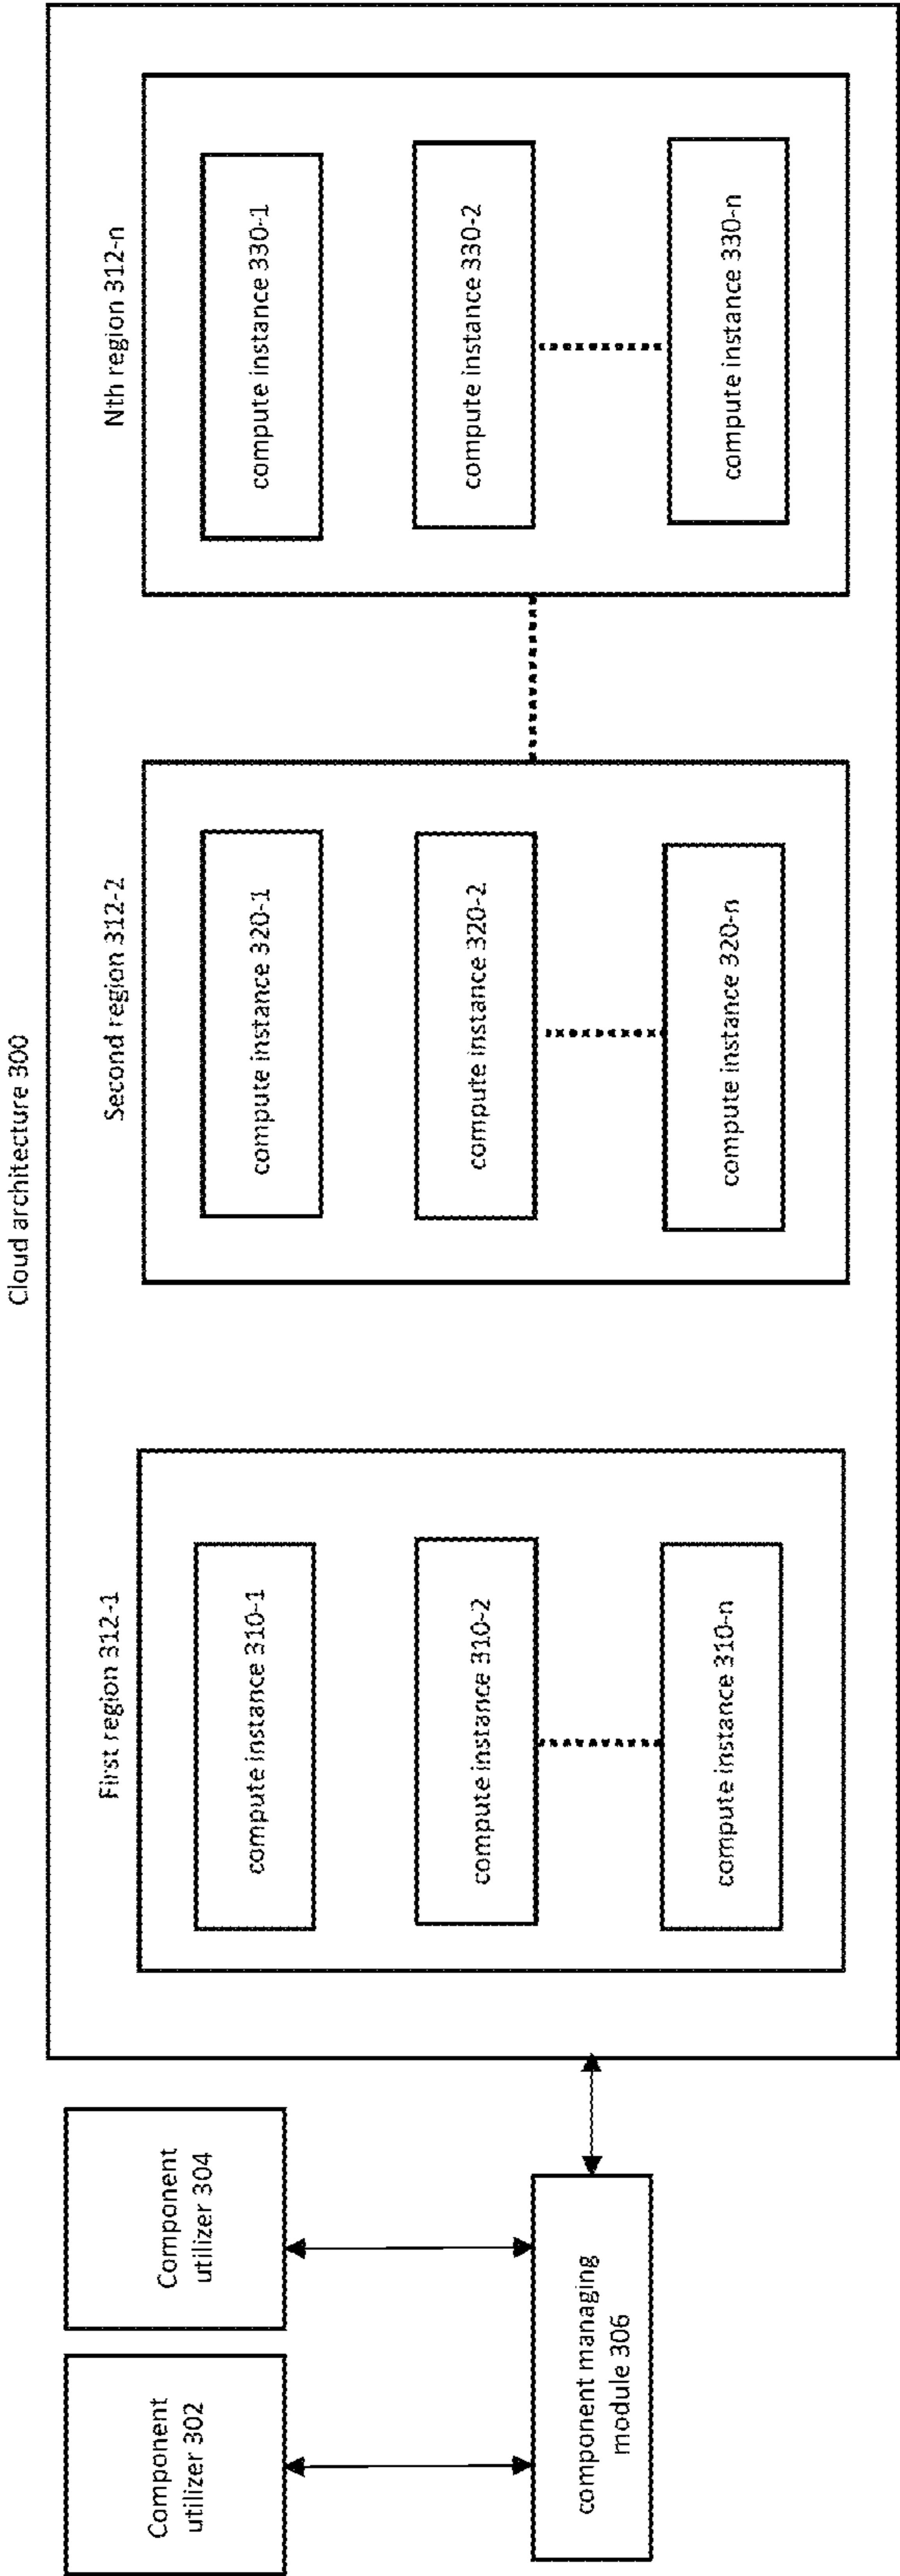 Cloud architecture 300
Component
utilizer 302
Component
utilizer 304
component managing
module 306
First region 312-1
compute instance 310-1
compute instance 310-2
compute instance 310-n
Second region 312-2
compute instance 320-1
compute instance 320-2
compute instance 320-n
Nth region 312-n
compute instance 330-1
compute instance 330-2
compute instance 330-n